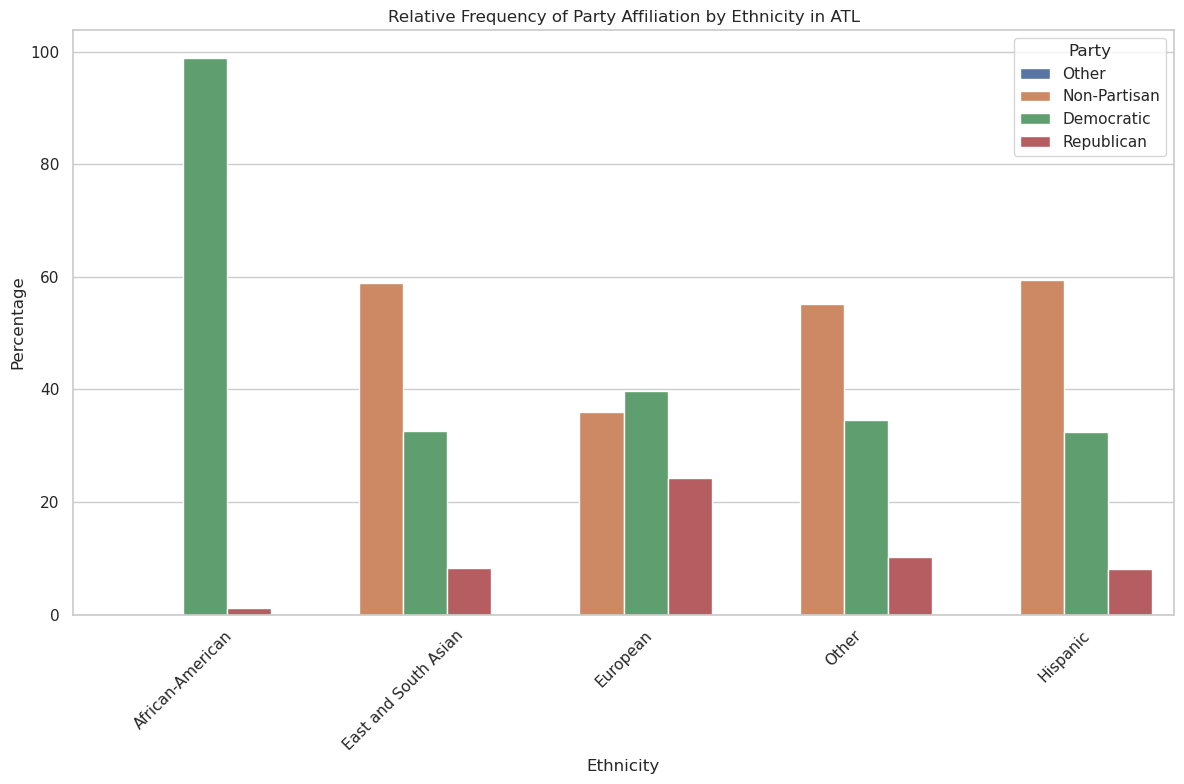 Relative Frequency of Party Affiliation by Ethnicity in ATL
Party
Other
Non-Partisan
Democratic
Republican
Percentage
100
80
60
40
20
0
African-American
East and South Asian
European
Other
Hispanic
Ethnicity